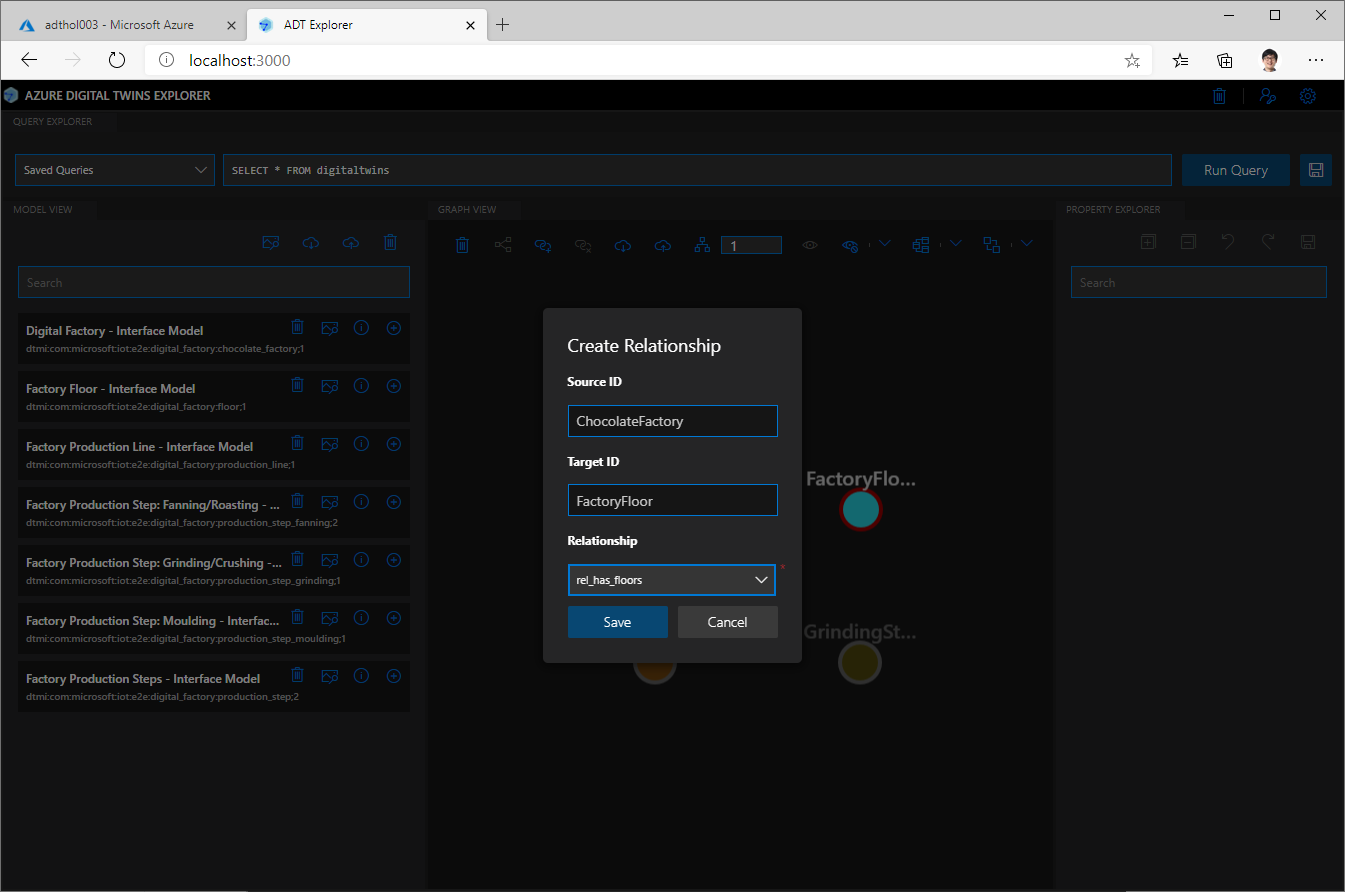 adthol003 - Microsoft Azure
ADT Explorer
localhost:3000
AZURE DIGITAL TWINS EXPLORER
QUERY EXPLORER
Saved Queries
SELECT * FROM digitaltwins
Run Query
MODEL VIEW
GRAPH VIEW
PROPERTY EXPLORER
1
Search
Search
Digital Factory - Interface Model
dtmi:com:microsoft:iot:e2e:digital_factory:chocolate_factory;1
Factory Floor - Interface Model
dtmi:com:microsoft:iot:e2e:digital_factory:floor;1
Factory Production Line - Interface Model
dtmi:com:microsoft:iot:e2e:digital_factory:production_line;1
Factory Production Step: Fanning/Roasting - ...
dtmi:com:microsoft:iot:e2e:digital_factory:production_step_fanning;2
Factory Production Step: Grinding/Crushing -...
dtmi:com:microsoft:iot:e2e:digital_factory:production_step_grinding;1
Factory Production Step: Moulding - Interfac...
dtmi:com:microsoft:iot:e2e:digital_factory:production_step_moulding;1
Factory Production Steps - Interface Model
dtmi:com:microsoft:iot:e2e:digital_factory:production_step;2
Create Relationship
Source ID
ChocolateFactory
Target ID
FactoryFloor
Relationship
rel_has_floors
*
Save
Cancel
FactoryFlo...
GrindingSt...